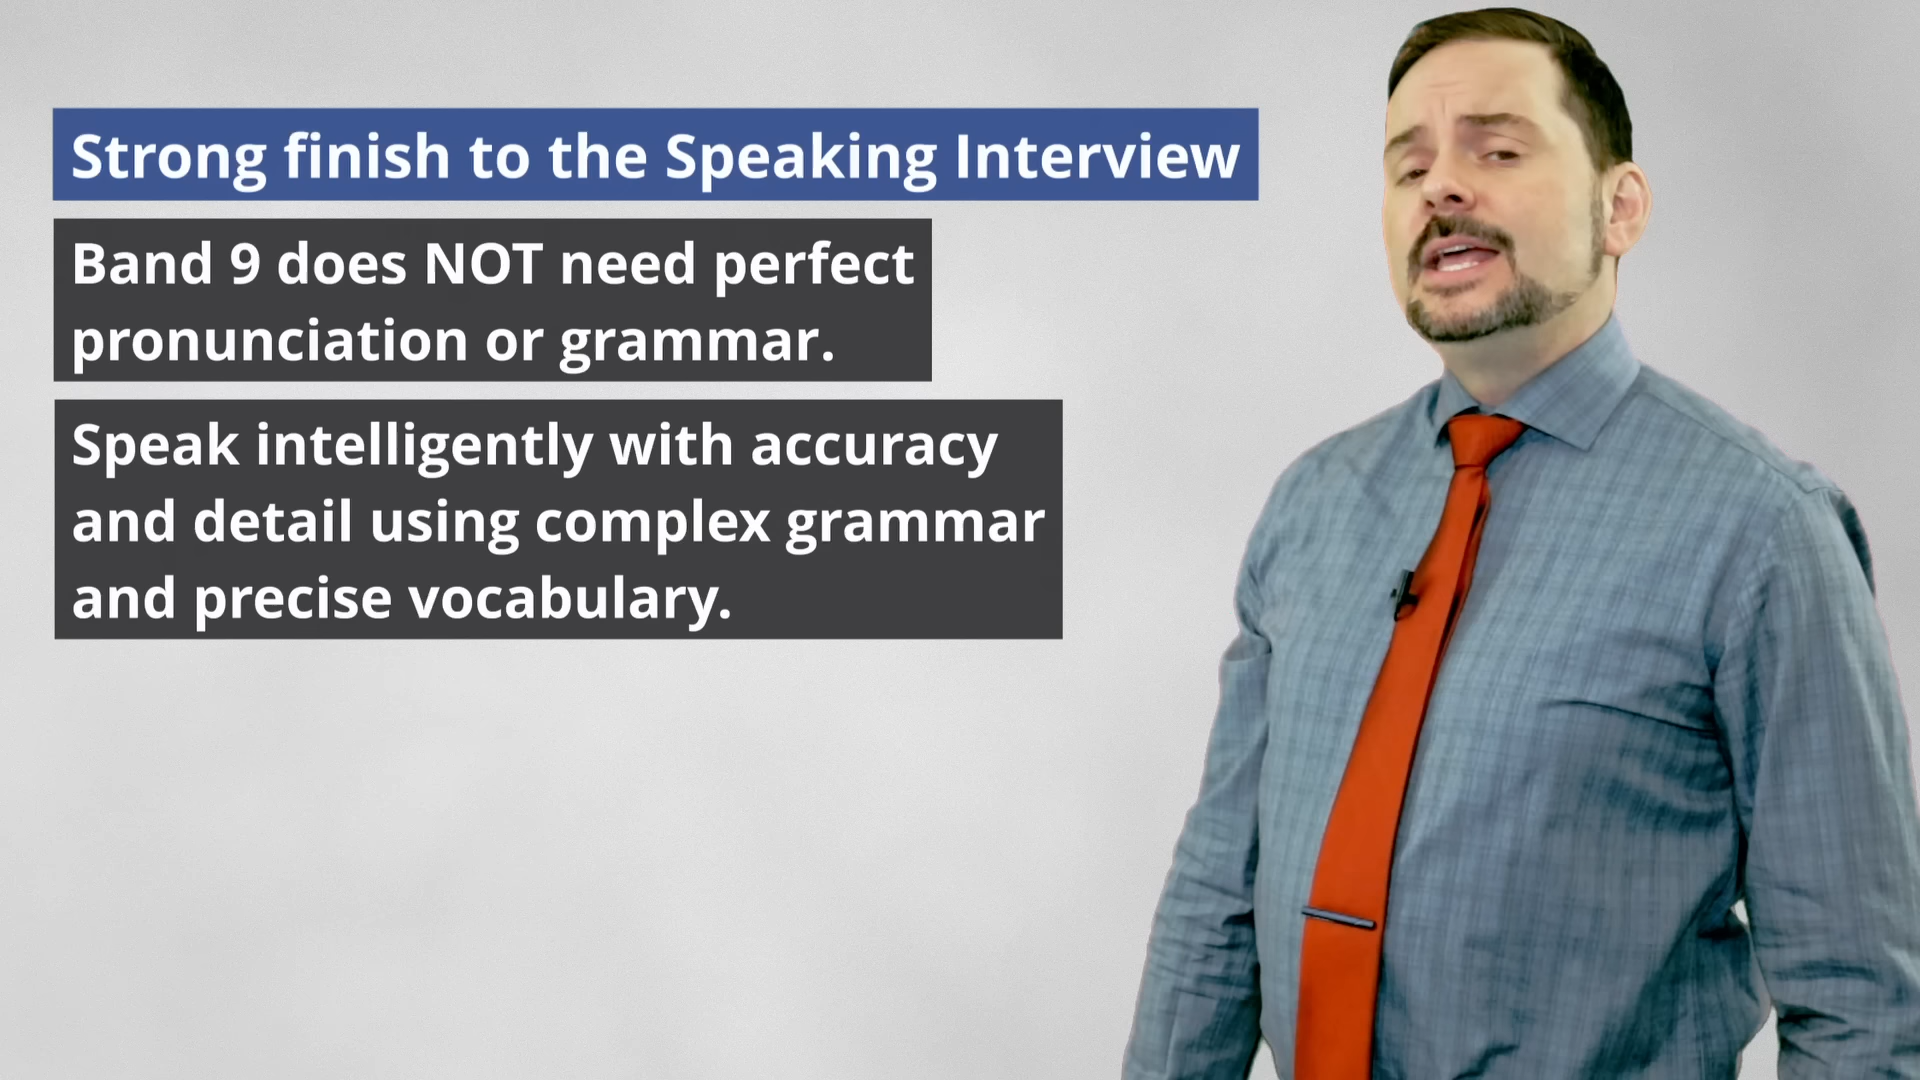 Strong finish to the Speaking Interview
Band 9 does NOT need perfect
pronunciation or grammar.
Speak intelligently with accuracy
and detail using complex grammar
and precise vocabulary.